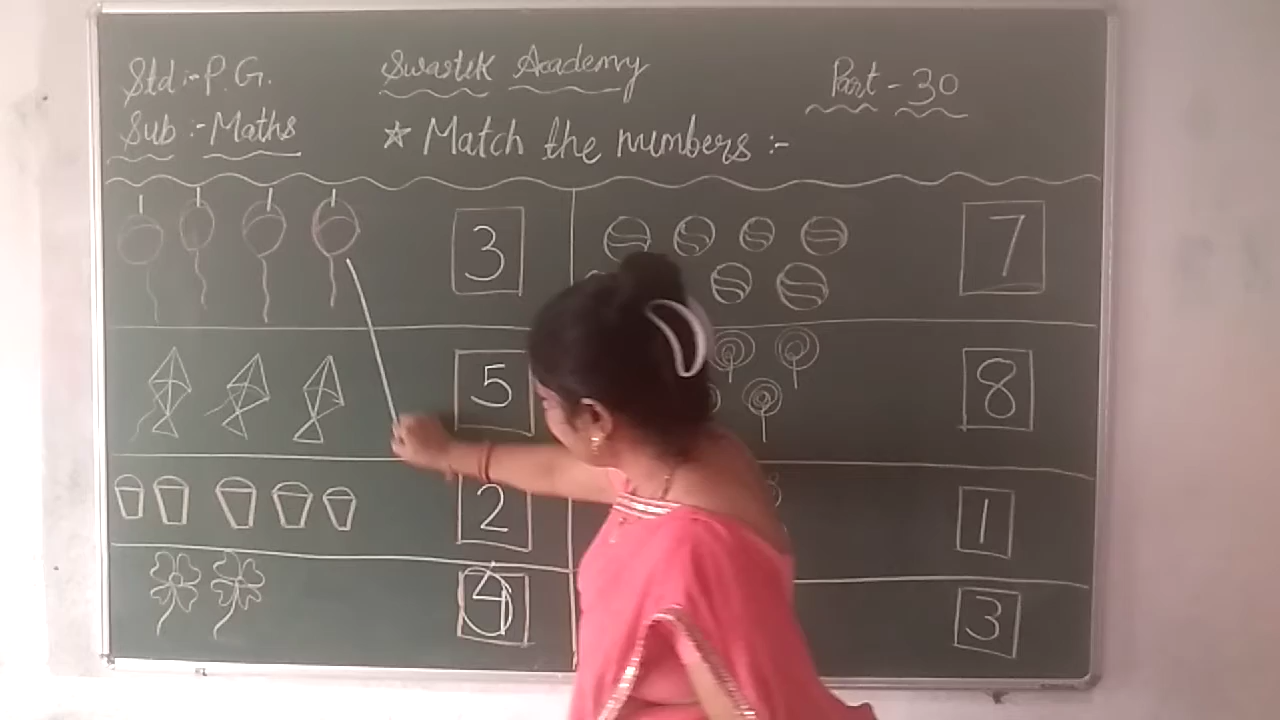 Std :- P.G.
Swastik Academy
Part - 30
Sub :- Maths
☆ Match the numbers :-
3
7
5
8
2
1
4
3